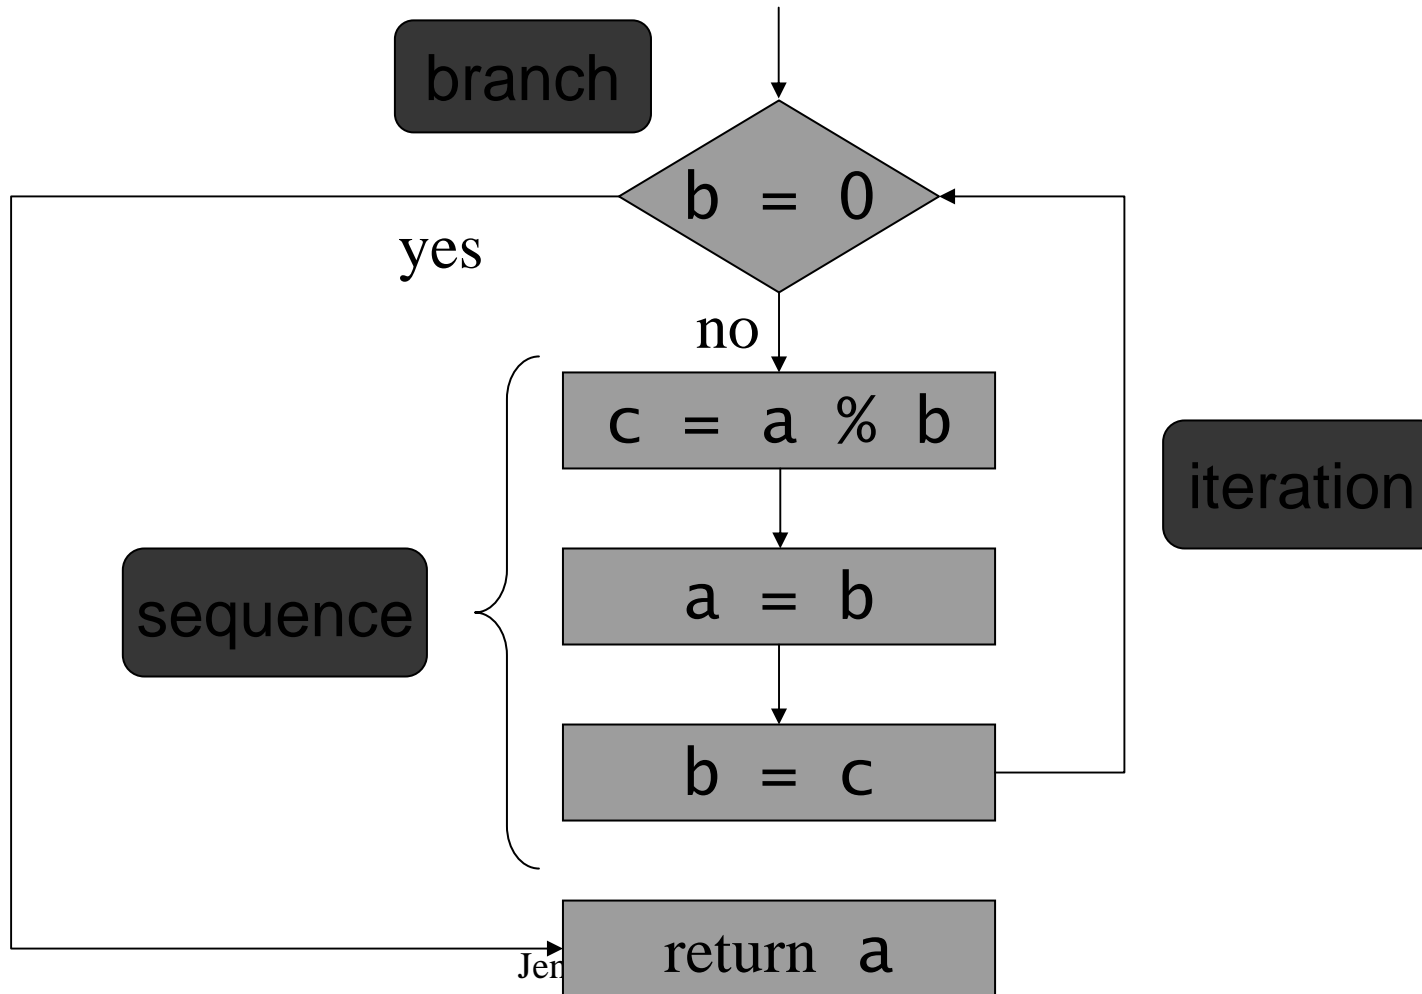 branch
b = 0
yes
no
c = a % b
iteration
a = b
sequence
b = c
return a